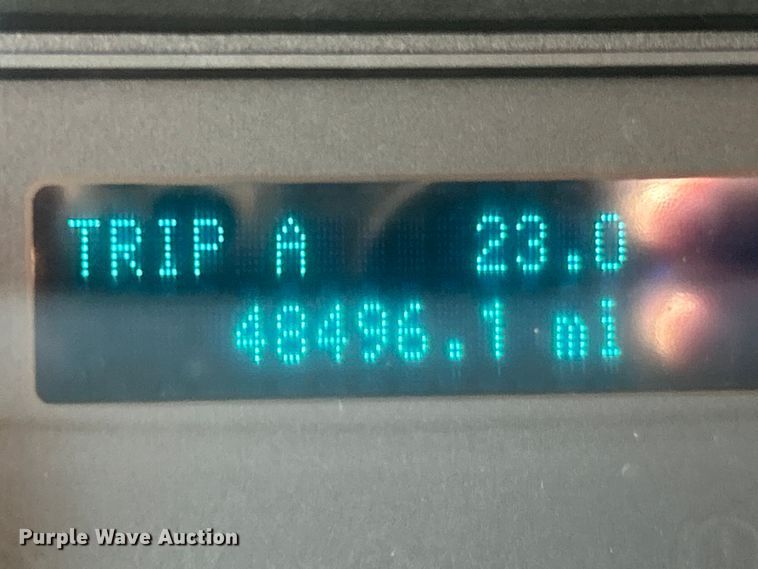 TRIP A 23.0
48496.1 mi
Purple Wave Auction